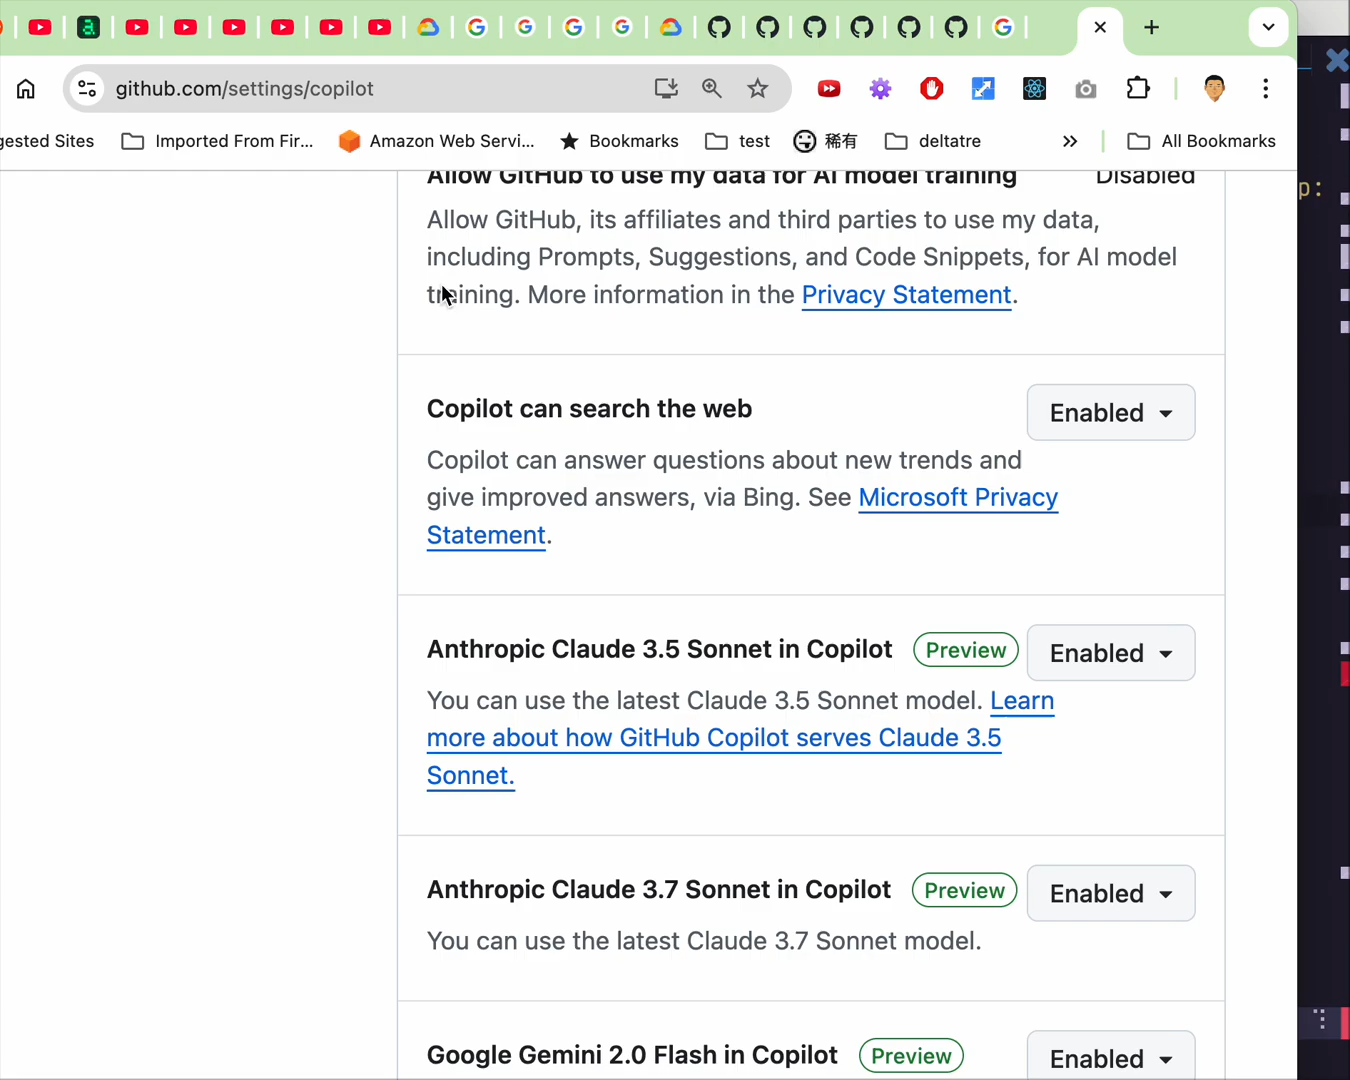 github.com/settings/copilot
gested Sites
Imported From Fir...
Amazon Web Servi...
Bookmarks
test
稀有
deltatre
All Bookmarks
p:
Allow GitHub to use my data for AI model training
Disabled
Allow GitHub, its affiliates and third parties to use my data,
including Prompts, Suggestions, and Code Snippets, for AI model
training. More information in the Privacy Statement.
Copilot can search the web
Enabled
Copilot can answer questions about new trends and
give improved answers, via Bing. See Microsoft Privacy
Statement.
Anthropic Claude 3.5 Sonnet in Copilot
Preview
Enabled
You can use the latest Claude 3.5 Sonnet model. Learn
more about how GitHub Copilot serves Claude 3.5
Sonnet.
Anthropic Claude 3.7 Sonnet in Copilot
Preview
Enabled
You can use the latest Claude 3.7 Sonnet model.
Google Gemini 2.0 Flash in Copilot
Preview
Enabled